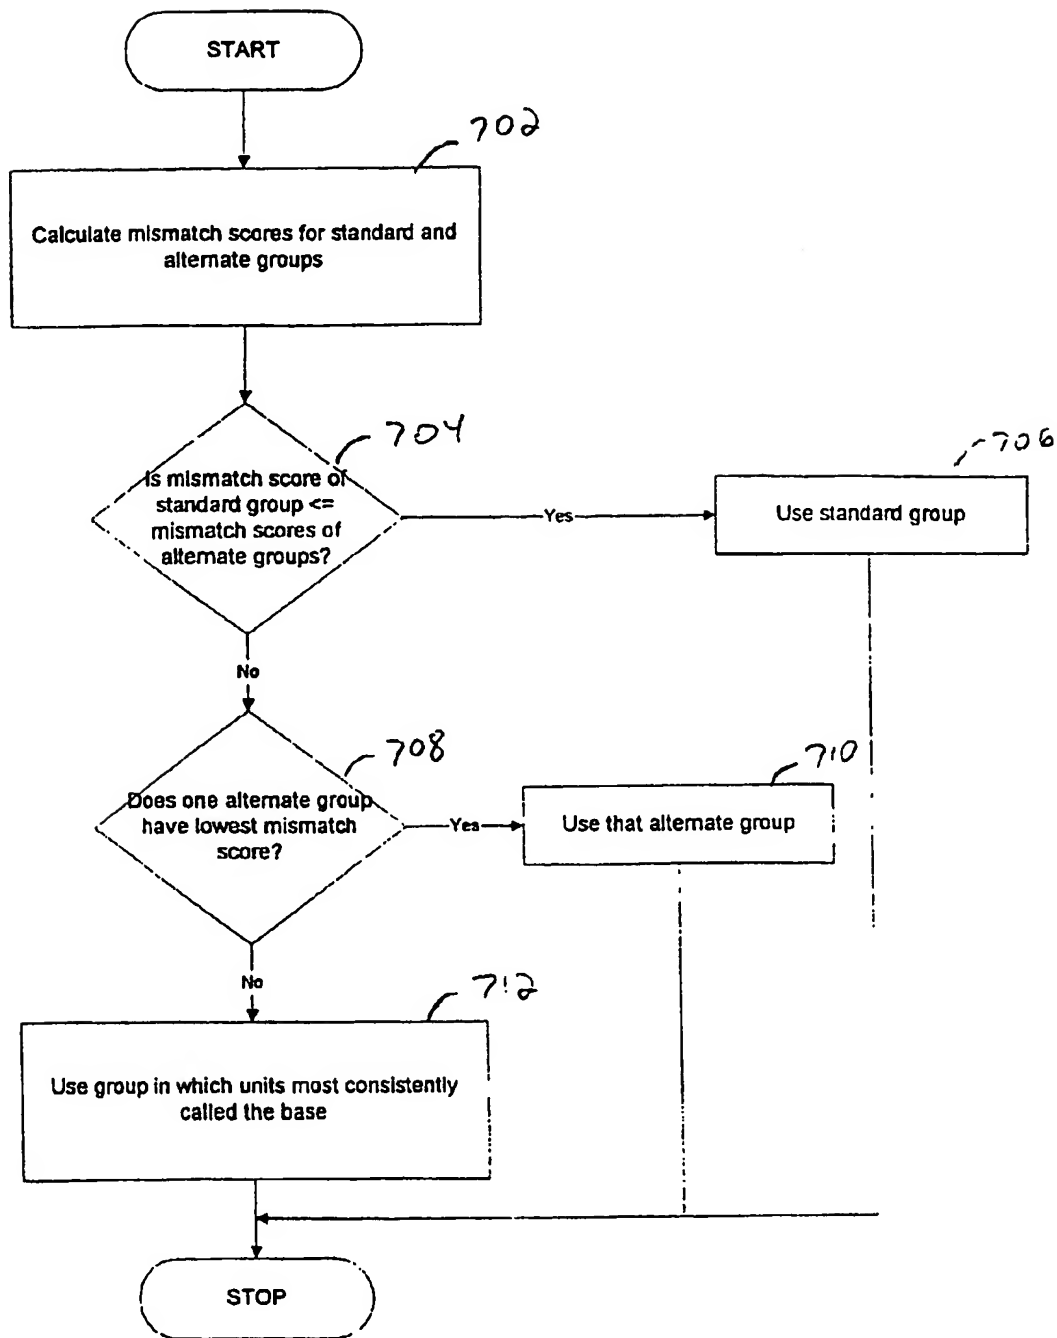 START
702
Calculate mismatch scores for standard and
alternate groups
704
Is mismatch score of
standard group <=
mismatch scores of
alternate groups?
Yes
706
Use standard group
No
708
Does one alternate group
have lowest mismatch
score?
Yes
710
Use that alternate group
No
712
Use group in which units most consistently
called the base
STOP